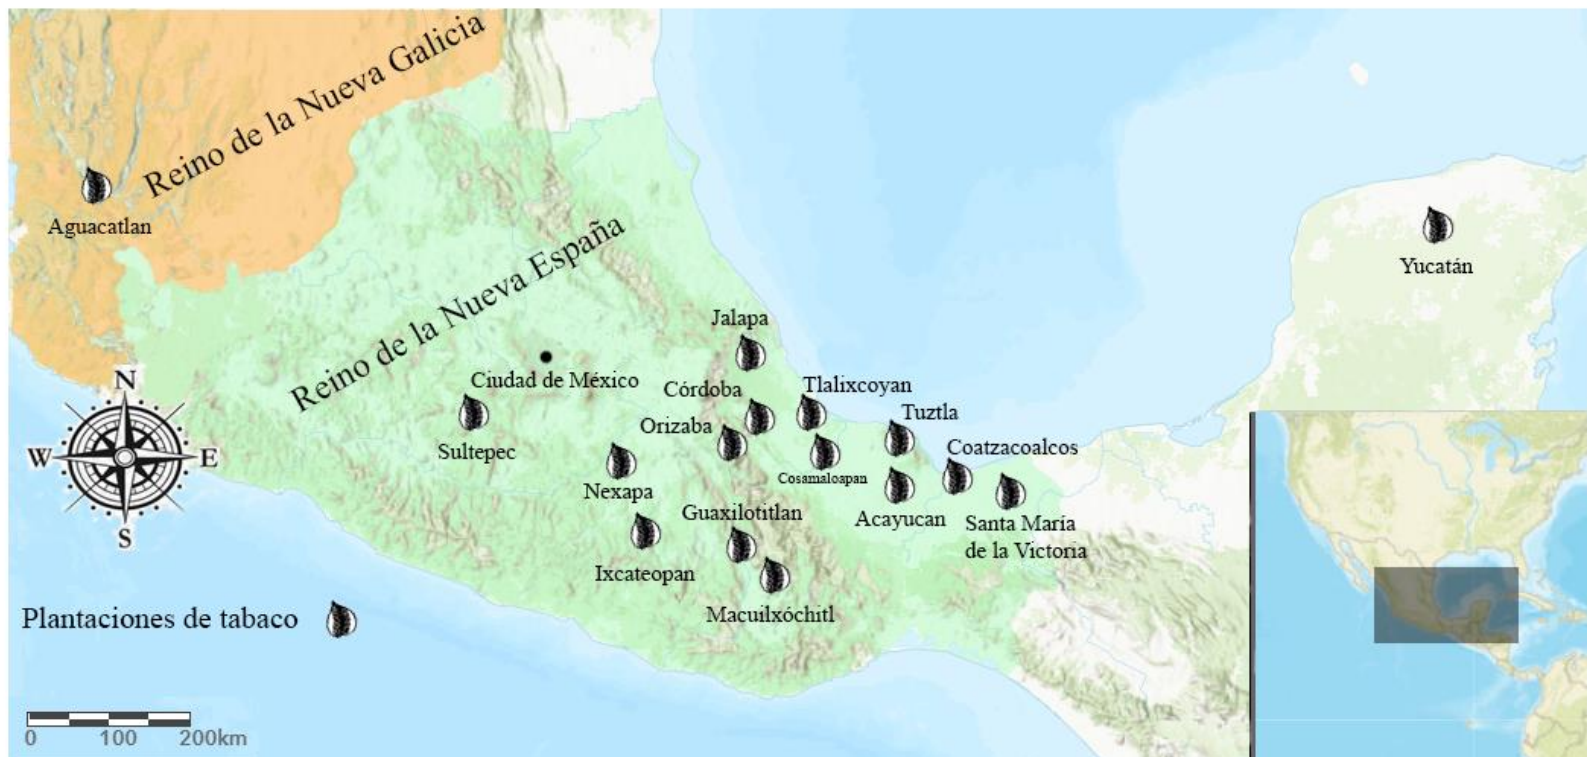 Reino de la Nueva Galicia
Aguacatlan
Yucatán
Reino de la Nueva España
Jalapa
Ciudad de México
Córdoba
Tlalixcoyan
Tuztla
Orizaba
Sultepec
Coatzacoalcos
Cosamaloapan
Nexapa
Guaxilotitlan
Acayucan
Santa María
de la Victoria
Ixcateopan
Macuilxóchitl
N
W
E
S
Plantaciones de tabaco
0 100 200km